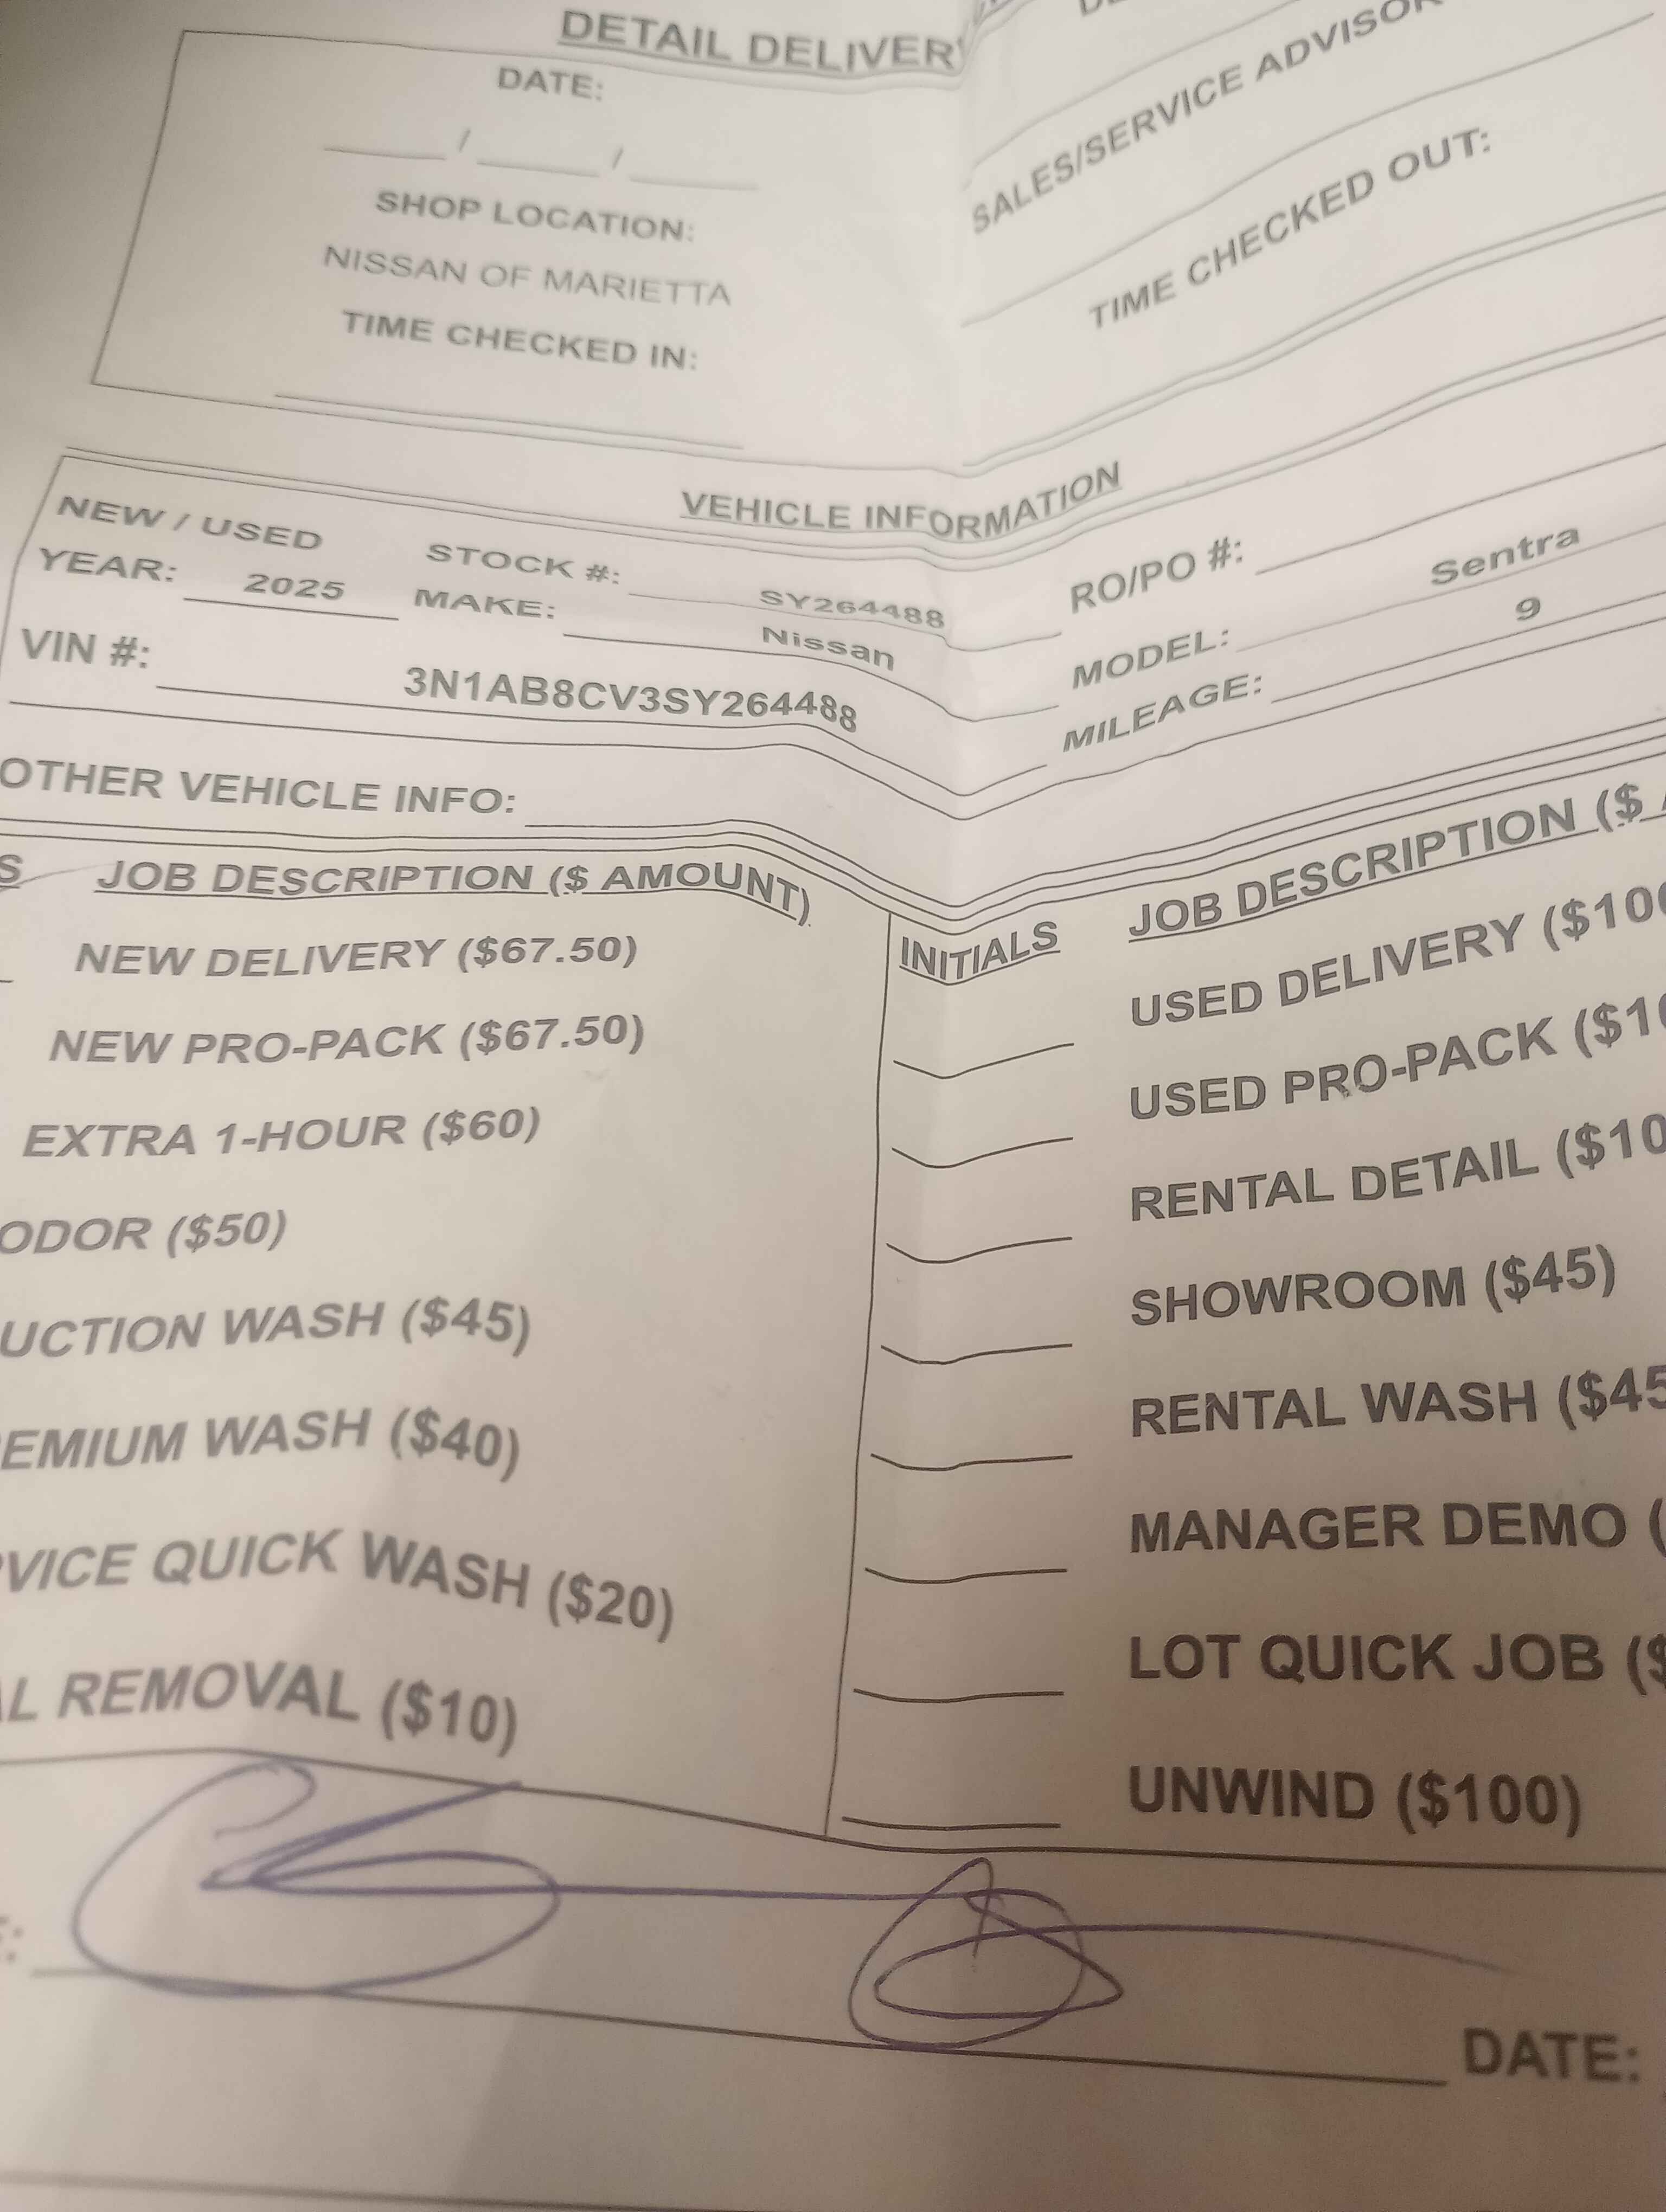 DETAIL DELIVERY
DATE:
/ /
SHOP LOCATION:
NISSAN OF MARIETTA
TIME CHECKED IN:
SALES/SERVICE ADVISOR
TIME CHECKED OUT:
VEHICLE INFORMATION
NEW / USED STOCK #: SY264488 RO/PO #:
YEAR: 2025 MAKE: Nissan MODEL: Sentra
VIN #: 3N1AB8CV3SY264488 MILEAGE: 9
OTHER VEHICLE INFO:
S JOB DESCRIPTION ($ AMOUNT)
NEW DELIVERY ($67.50)
NEW PRO-PACK ($67.50)
EXTRA 1-HOUR ($60)
ODOR ($50)
UCTION WASH ($45)
EMIUM WASH ($40)
VICE QUICK WASH ($20)
L REMOVAL ($10)
INITIALS JOB DESCRIPTION ($
USED DELIVERY ($100
USED PRO-PACK ($10
RENTAL DETAIL ($10
SHOWROOM ($45)
RENTAL WASH ($45
MANAGER DEMO (
LOT QUICK JOB ($
UNWIND ($100)
DATE: